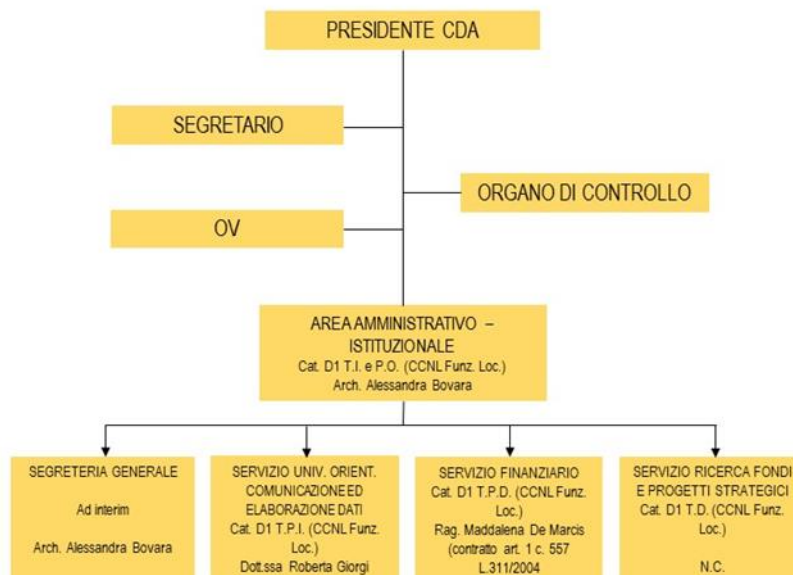 PRESIDENTE CDA
SEGRETARIO
ORGANO DI CONTROLLO
OV
AREA AMMINISTRATIVO –
ISTITUZIONALE
Cat. D1 T.I. e P.O. (CCNL Funz. Loc.)
Arch. Alessandra Bovara
SEGRETERIA GENERALE
Ad interim
Arch. Alessandra Bovara
SERVIZIO UNIV. ORIENT.
COMUNICAZIONE ED
ELABORAZIONE DATI
Cat. D1 T.P.I. (CCNL Funz.
Loc.)
Dott.ssa Roberta Giorgi
SERVIZIO FINANZIARIO
Cat. D1 T.P.D. (CCNL Funz.
Loc.)
Rag. Maddalena De Marcis
(contratto art. 1 c. 557
L.311/2004
SERVIZIO RICERCA FONDI
E PROGETTI STRATEGICI
Cat. D1 T.D. (CCNL Funz.
Loc.)
N.C.